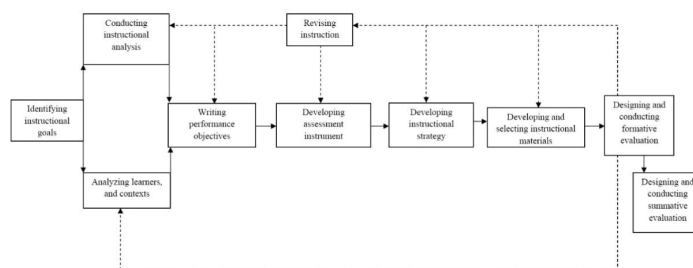 Conducting
instructional
analysis
Revising
instruction
Identifying
instructional
goals
Writing
performance
objectives
Developing
assessment
instrument
Developing
instructional
strategy
Developing and
selecting instructional
materials
Designing and
conducting
formative
evaluation
Analyzing learners,
and contexts
Designing and
conducting
summative
evaluation